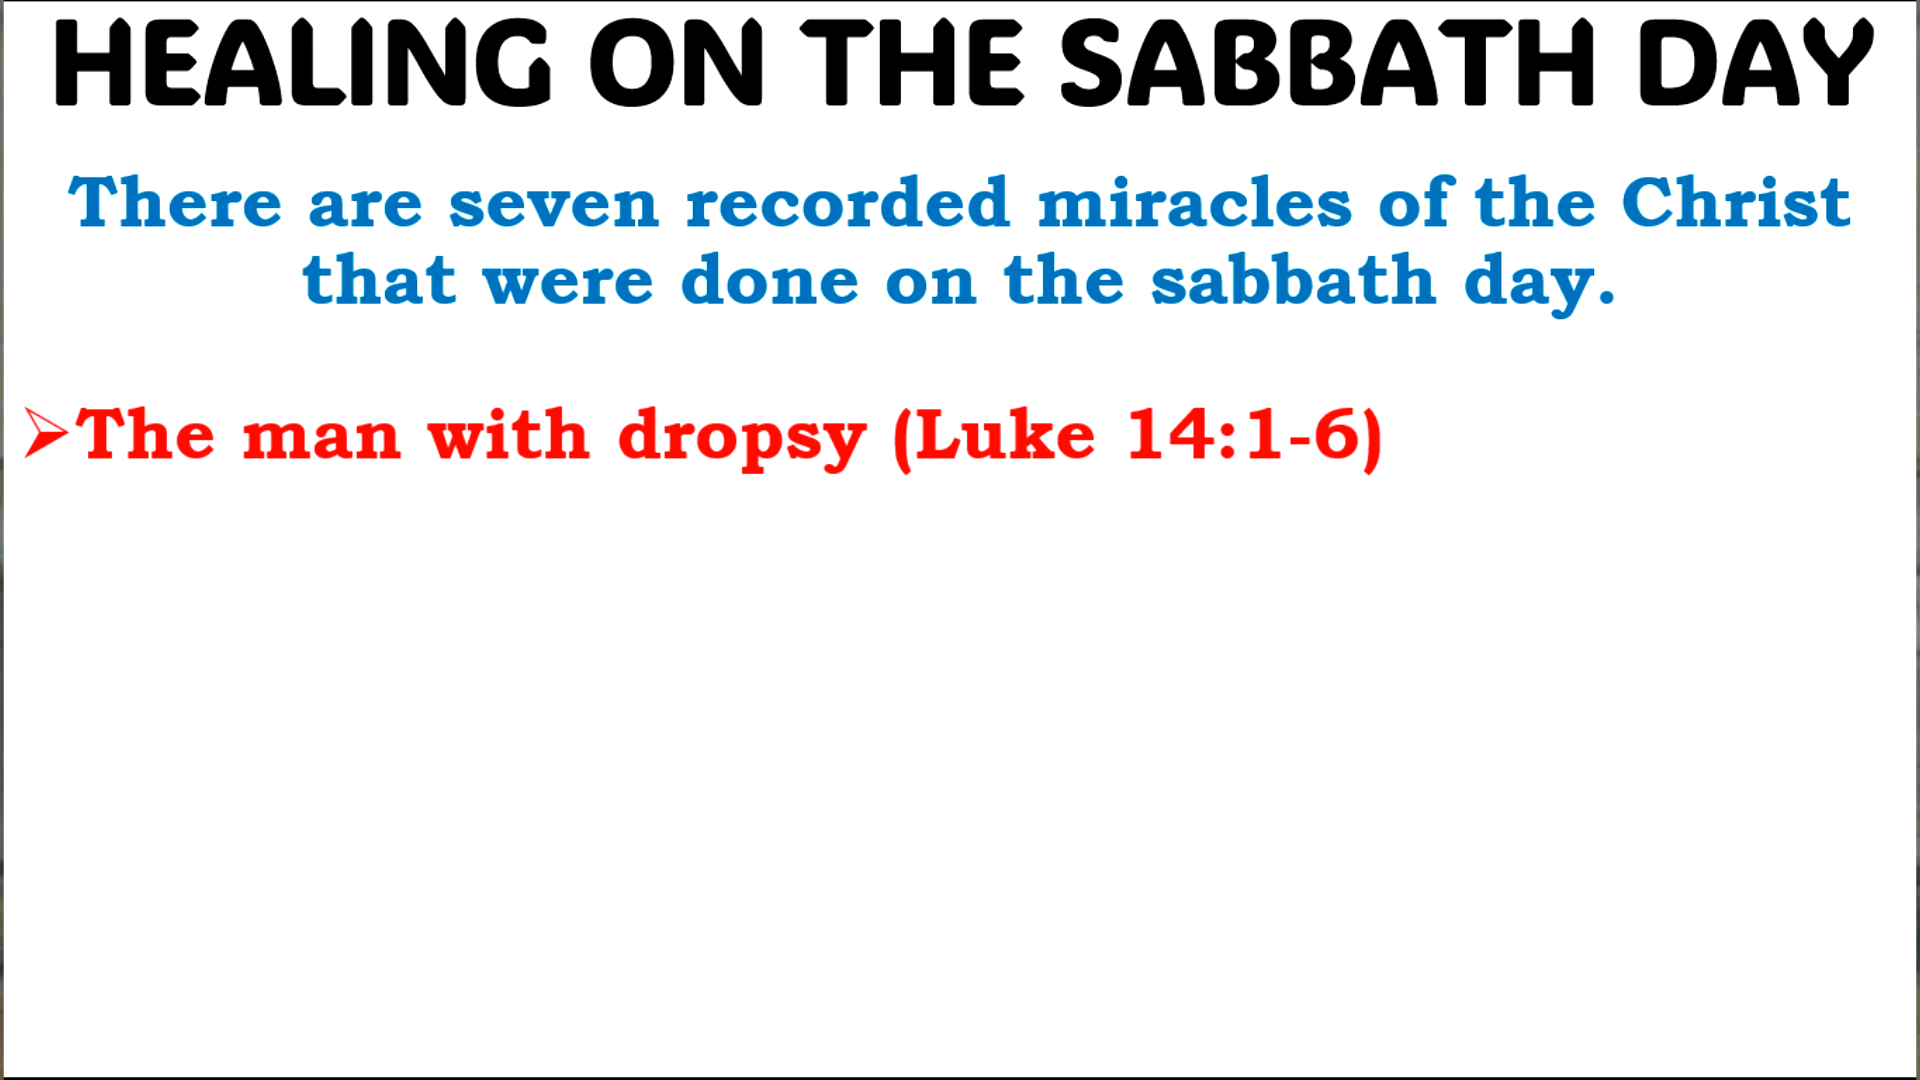 HEALING ON THE SABBATH DAY
There are seven recorded miracles of the Christ
that were done on the sabbath day.
➢The man with dropsy (Luke 14:1-6)